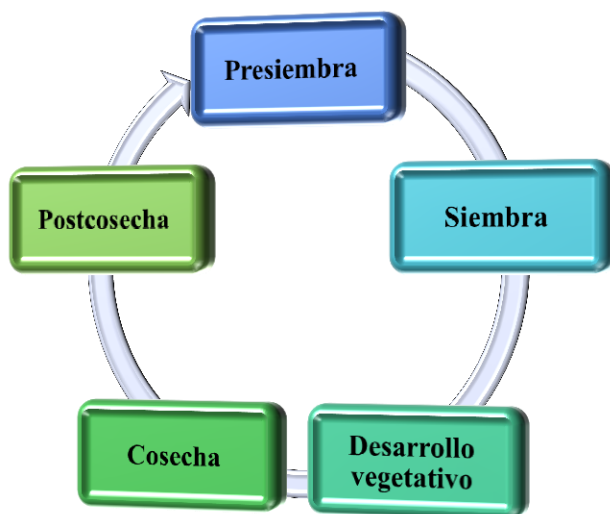 Presiembra
Siembra
Desarrollo
vegetativo
Cosecha
Postcosecha